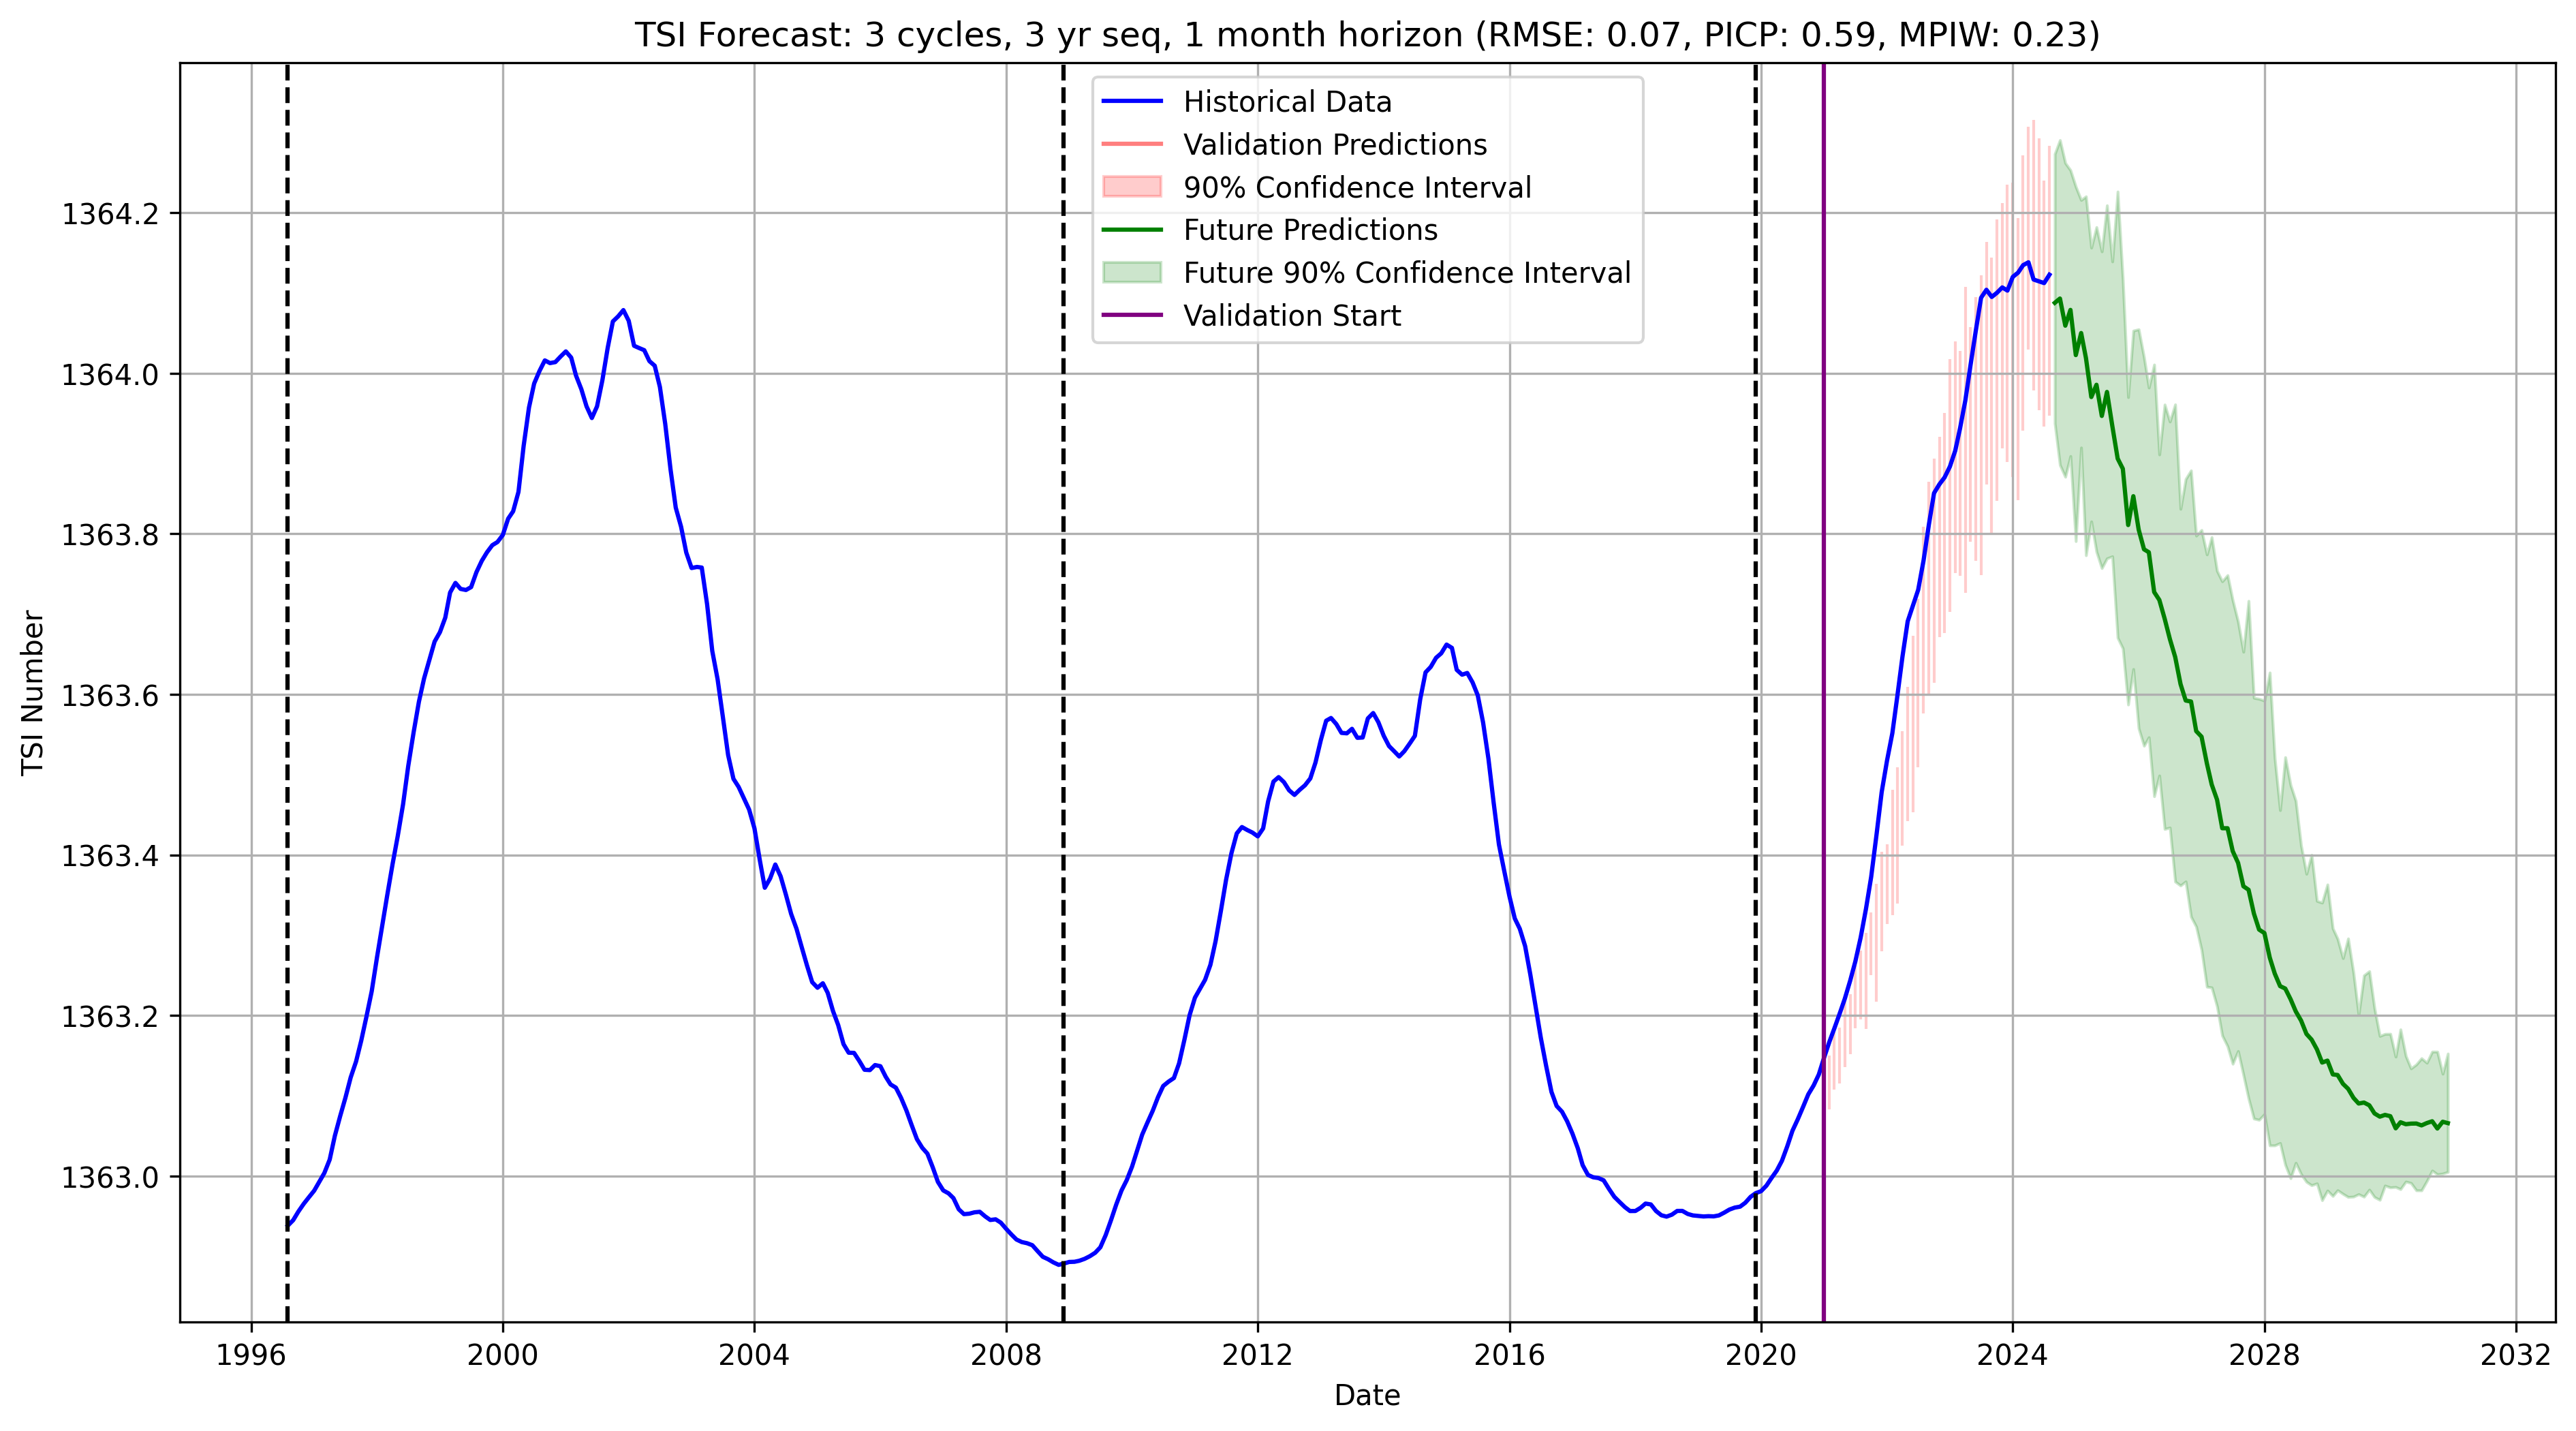 TSI Forecast: 3 cycles, 3 yr seq, 1 month horizon (RMSE: 0.07, PICP: 0.59, MPIW: 0.23)
Historical Data
Validation Predictions
90% Confidence Interval
Future Predictions
Future 90% Confidence Interval
Validation Start
TSI Number
1364.2
1364.0
1363.8
1363.6
1363.4
1363.2
1363.0
1996 2000 2004 2008 2012 2016 2020 2024 2028 2032
Date